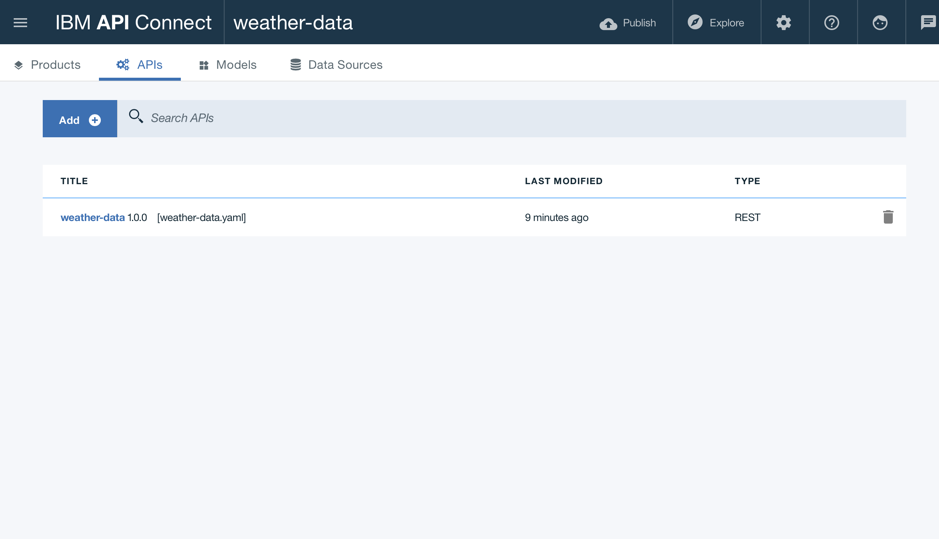 IBM API Connect weather-data Publish Explore
Products APIs Models Data Sources
Add Search APIs
TITLE LAST MODIFIED TYPE
weather-data 1.0.0 [weather-data.yaml] 9 minutes ago REST